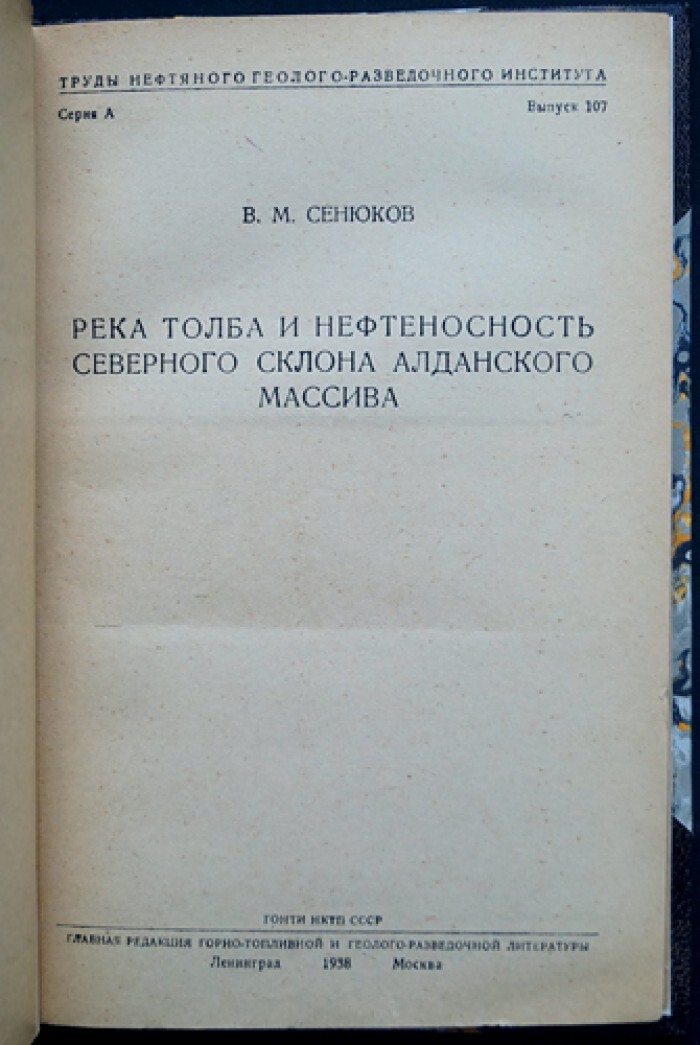 ТРУДЫ НЕФТЯНОГО ГЕОЛОГО-РАЗВЕДОЧНОГО ИНСТИТУТА
Серия А Выпуск 107
В. М. СЕНЮКОВ
РЕКА ТОЛБА И НЕФТЕНОСНОСТЬ
СЕВЕРНОГО СКЛОНА АЛДАНСКОГО
МАССИВА
ГОНТИ НКТП СССР
ГЛАВНАЯ РЕДАКЦИЯ ГОРНО-ТОПЛИВНОЙ И ГЕОЛОГО-РАЗВЕДОЧНОЙ ЛИТЕРАТУРЫ
Ленинград 1938 Москва